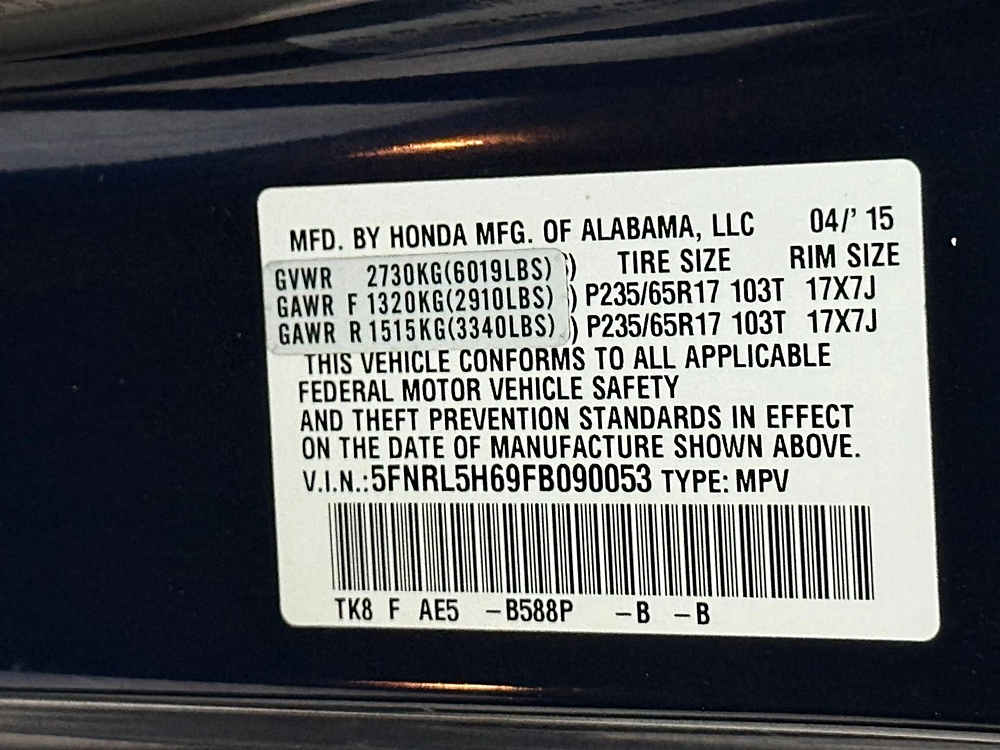 MFD. BY HONDA MFG. OF ALABAMA, LLC 04/' 15
GVWR 2730KG(6019LBS) ) TIRE SIZE RIM SIZE
GAWR F 1320KG(2910LBS) ) P235/65R17 103T 17X7J
GAWR R 1515KG(3340LBS) ) P235/65R17 103T 17X7J
THIS VEHICLE CONFORMS TO ALL APPLICABLE
FEDERAL MOTOR VEHICLE SAFETY
AND THEFT PREVENTION STANDARDS IN EFFECT
ON THE DATE OF MANUFACTURE SHOWN ABOVE.
V.I.N.:5FNRL5H69FB090053 TYPE: MPV
TK8 F AE5 –B588P –B –B